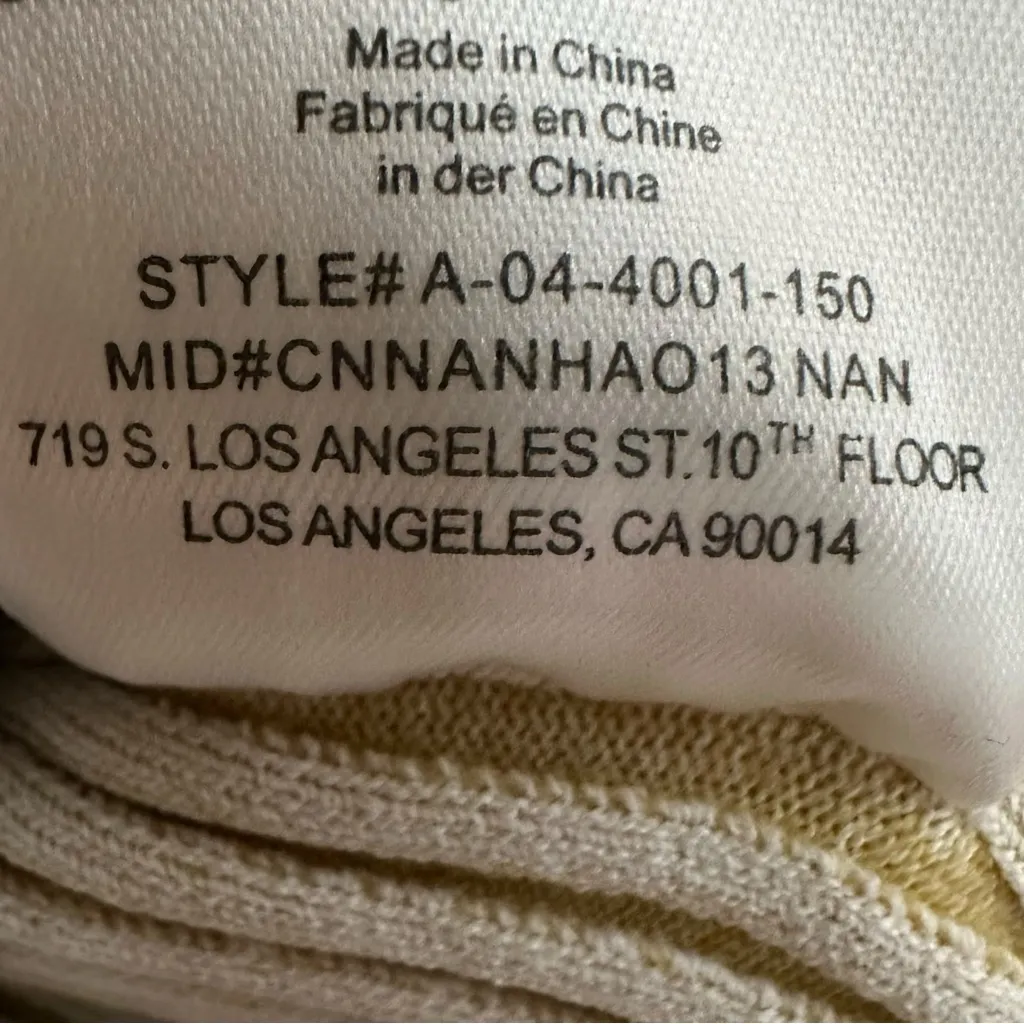 Made in China
Fabriqué en Chine
in der China
STYLE# A-04-4001-150
MID#CNNANHAO13 NAN
719 S. LOS ANGELES ST.10TH FLOOR
LOS ANGELES, CA 90014